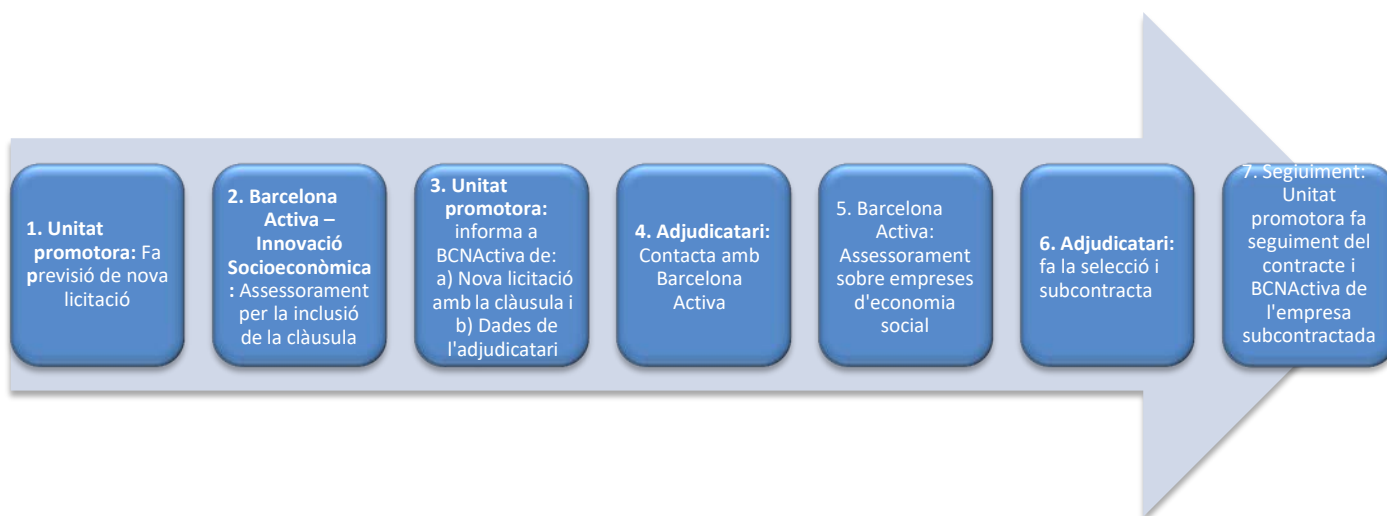 1. Unitat
promotora: Fa
previsió de nova
licitació
2. Barcelona
Activa –
Innovació
Socioeconòmica
: Assessorament
per la inclusió
de la clàusula
3. Unitat
promotora:
informa a
BCNActiva de:
a) Nova licitació
amb la clàusula i
b) Dades de
l'adjudicatari
4. Adjudicatari:
Contacta amb
Barcelona
Activa
5. Barcelona
Activa:
Assessorament
sobre empreses
d'economia
social
6. Adjudicatari:
fa la selecció i
subcontracta
7. Segiuiment:
Unitat
promotora fa
seguiment del
contracte i
BCNActiva de
l'empresa
subcontractada